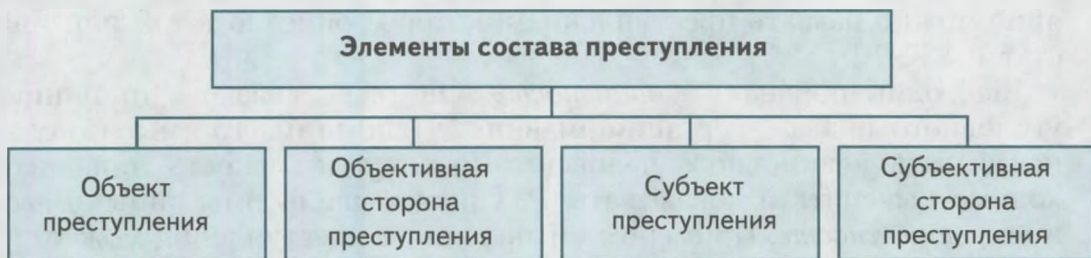 Элементы состава преступления
Объект
преступления
Объективная
сторона
преступления
Субъект
преступления
Субъективная
сторона
преступления